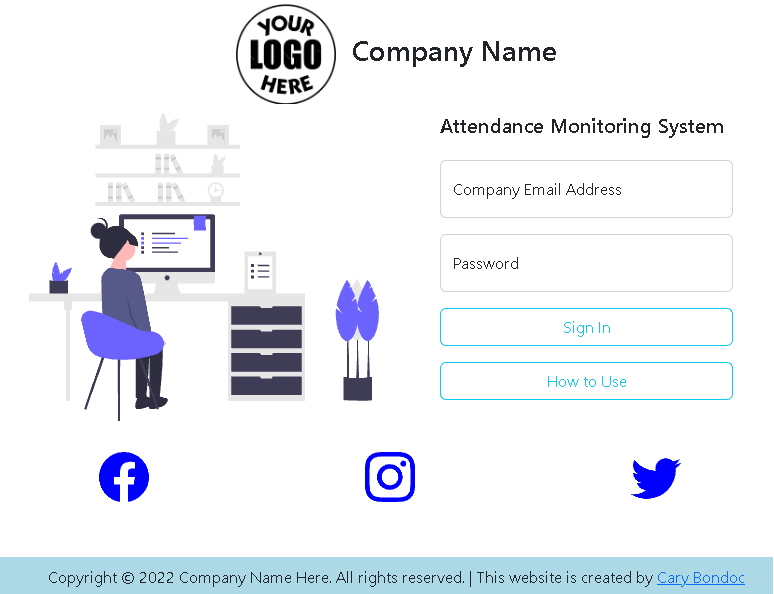 YOUR
LOGO
HERE
Company Name
Attendance Monitoring System
Company Email Address
Password
Sign In
How to Use
Copyright © 2022 Company Name Here. All rights reserved. | This website is created by Cary Bondoc